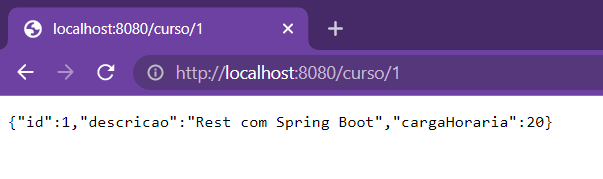 localhost:8080/curso/1
http://localhost:8080/curso/1
{"id":1,"descricao":"Rest com Spring Boot","cargaHoraria":20}